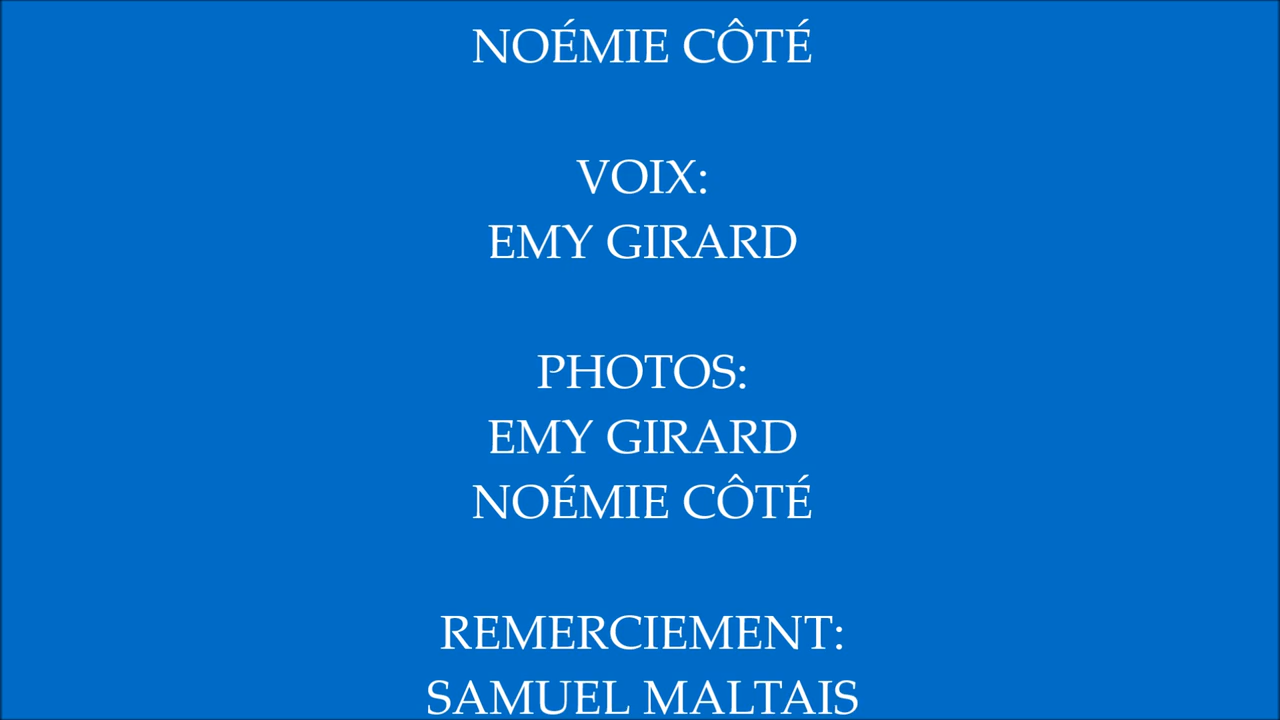 NOÉMIE CÔTÉ
VOIX:
EMY GIRARD
PHOTOS:
EMY GIRARD
NOÉMIE CÔTÉ
REMERCIEMENT:
SAMUEL MALTAIS